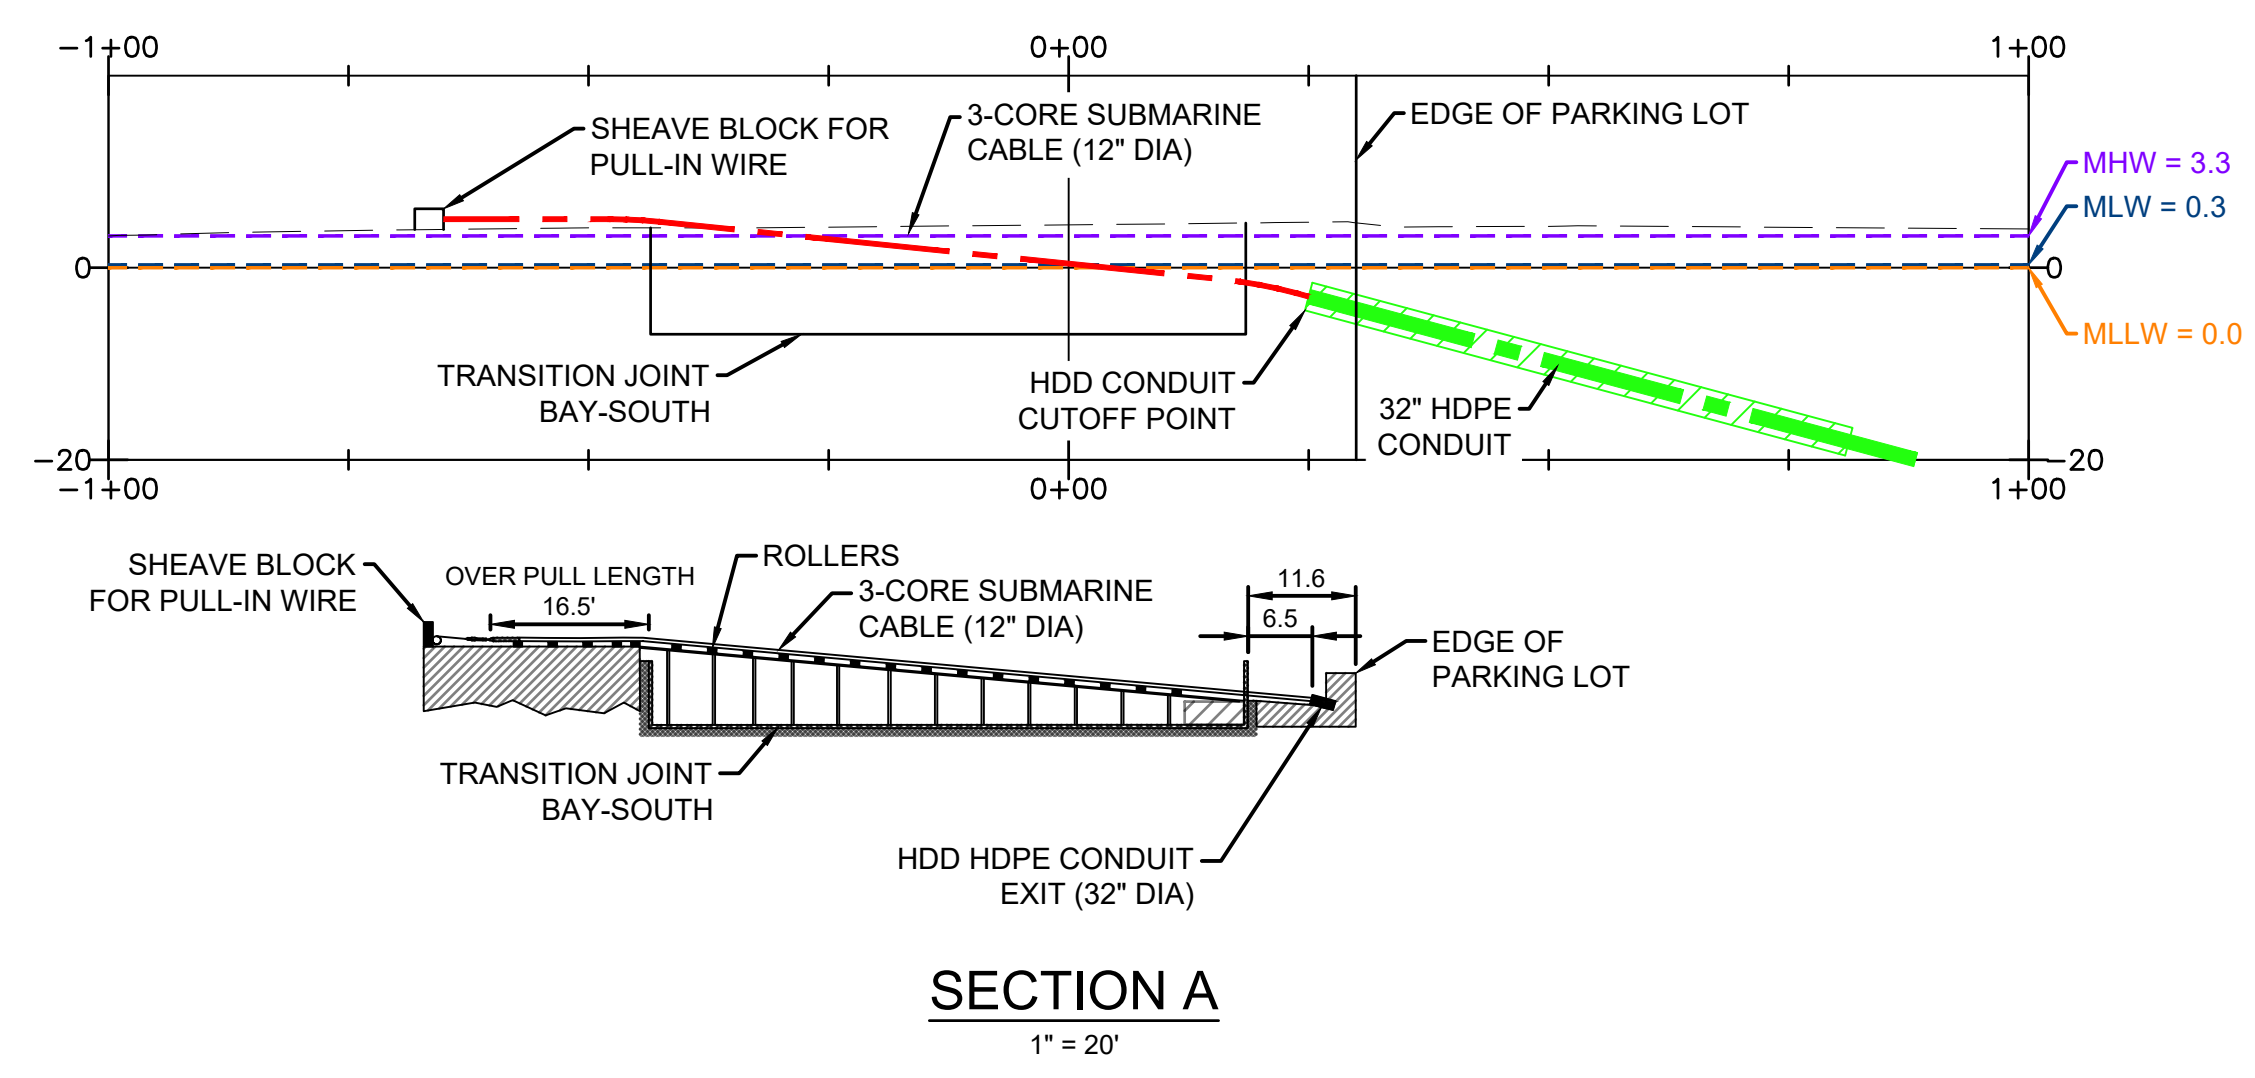 -1+00
0+00
1+00
SHEAVE BLOCK FOR
PULL-IN WIRE
3-CORE SUBMARINE
CABLE (12" DIA)
EDGE OF PARKING LOT
MHW = 3.3
MLW = 0.3
0
0
MLLW = 0.0
TRANSITION JOINT
BAY-SOUTH
HDD CONDUIT
CUTOFF POINT
32" HDPE
CONDUIT
-20
-20
-1+00
0+00
1+00
SHEAVE BLOCK
FOR PULL-IN WIRE
OVER PULL LENGTH
16.5'
ROLLERS
3-CORE SUBMARINE
CABLE (12" DIA)
11.6
6.5
EDGE OF
PARKING LOT
TRANSITION JOINT
BAY-SOUTH
HDD HDPE CONDUIT
EXIT (32" DIA)
SECTION A
1" = 20'